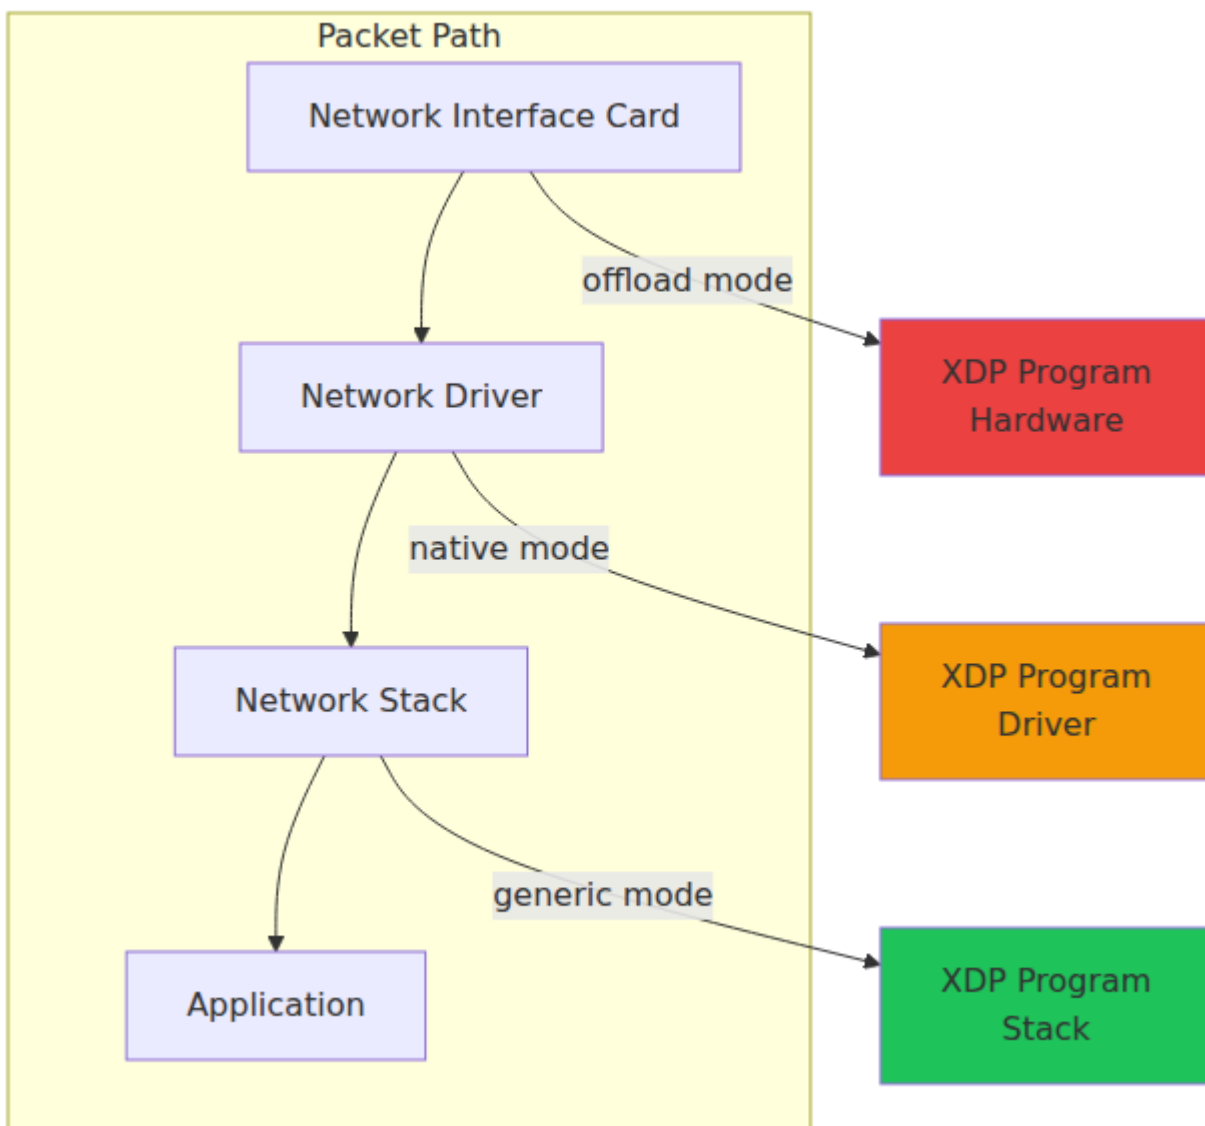 Packet Path
Network Interface Card
offload mode
XDP Program
Hardware
Network Driver
native mode
XDP Program
Driver
Network Stack
generic mode
XDP Program
Stack
Application